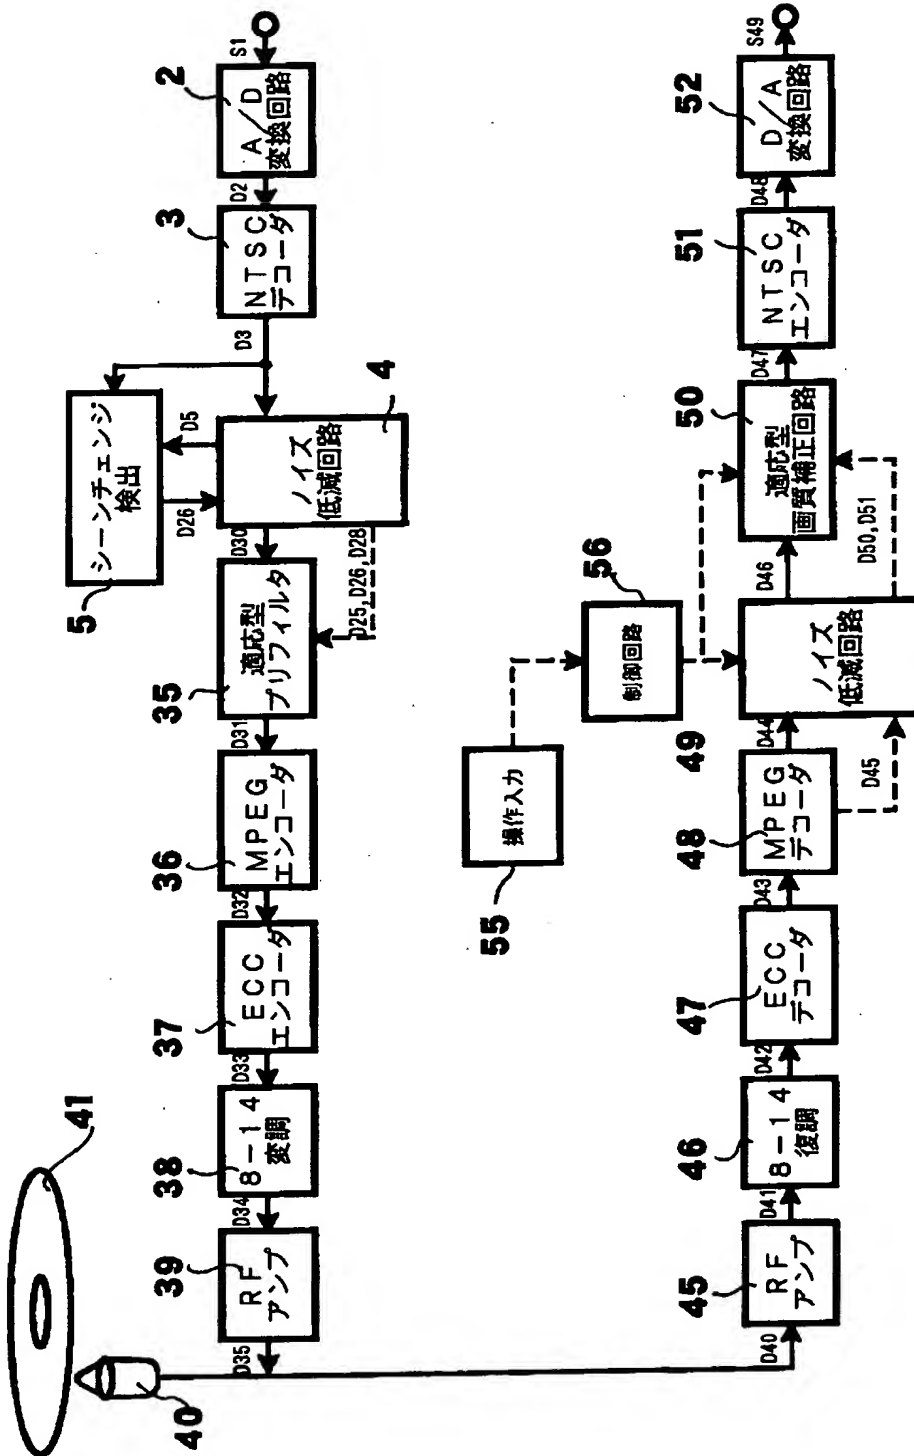 S1
2
A/D
変換回路
D2
3
NTSC
デコーダ
D3
5
シーンチェンジ
検出
D5
D26
4
ノイズ
低減回路
D30
D25,D26,D28
35
適応型
プリフィルタ
D31
36
MPEG
エンコーダ
D32
37
ECC
エンコーダ
D33
38
8-14
変調
D34
39
RF
アンプ
D35
40
41
D40
45
RF
アンプ
D41
46
8-14
復調
D42
47
ECC
デコーダ
D43
48
MPEG
デコーダ
D44
D45
49
ノイズ
低減回路
D46
D50,D51
55
操作入力
56
制御回路
50
適応型
画質補正回路
D47
51
NTSC
エンコーダ
D48
52
D/A
変換回路
S49